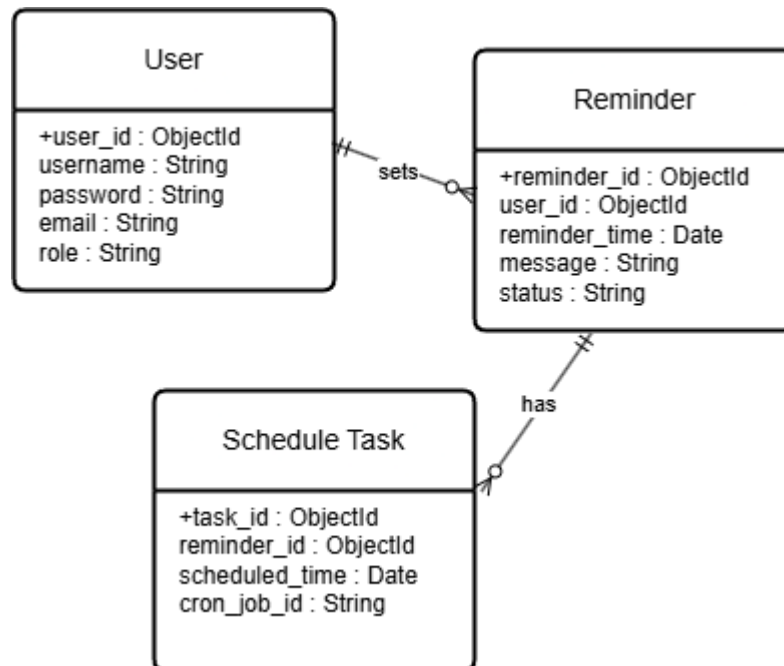 User
+user_id : ObjectId
username : String
password : String
email : String
role : String
sets
Reminder
+reminder_id : ObjectId
user_id : ObjectId
reminder_time : Date
message : String
status : String
has
Schedule Task
+task_id : ObjectId
reminder_id : ObjectId
scheduled_time : Date
cron_job_id : String